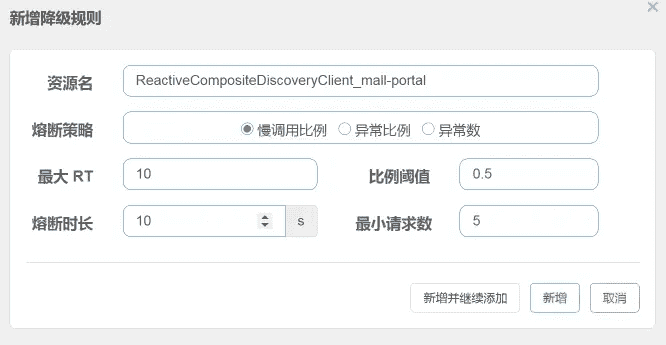 新增降级规则
资源名 ReactiveCompositeDiscoveryClient_mall-portal
熔断策略 慢调用比例 异常比例 异常数
最大 RT 10 比例阈值 0.5
熔断时长 10 s 最小请求数 5
新增并继续添加 新增 取消